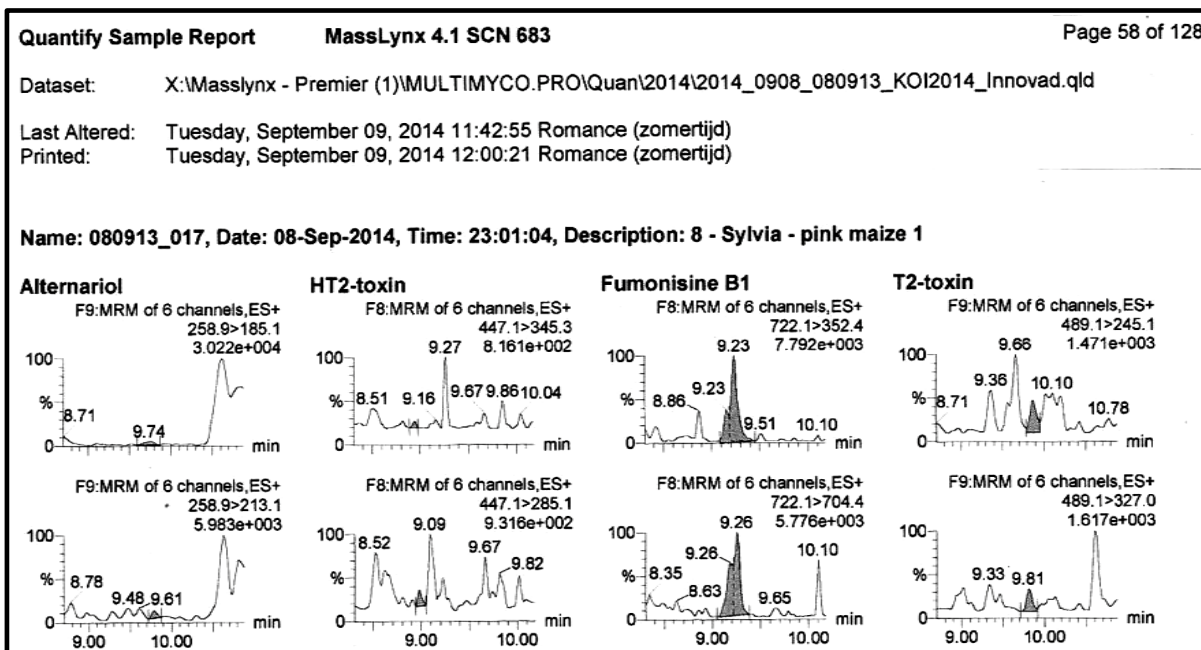 Quantify Sample Report MassLynx 4.1 SCN 683 Page 58 of 128
Dataset: X:\Masslynx - Premier (1)\MULTIMYCO.PRO\Quan\2014\2014_0908_080913_KOI2014_Innovad.qld
Last Altered: Tuesday, September 09, 2014 11:42:55 Romance (zomertijd)
Printed: Tuesday, September 09, 2014 12:00:21 Romance (zomertijd)
Name: 080913_017, Date: 08-Sep-2014, Time: 23:01:04, Description: 8 - Sylvia - pink maize 1
Alternariol HT2-toxin Fumonisine B1 T2-toxin
F9:MRM of 6 channels,ES+ F8:MRM of 6 channels,ES+ F8:MRM of 6 channels,ES+ F9:MRM of 6 channels,ES+
258.9>185.1 447.1>345.3 722.1>352.4 489.1>245.1
3.022e+004 8.161e+002 7.792e+003 1.471e+003
100 100 9.27 100 9.23 100 9.66
8.51 9.16 9.67 9.86 10.04 9.23 9.36 10.10
% 8.71 % % 8.86 % 8.71
9.74 9.51 10.10 10.78
0 min 0 min 0 min 0 min
F9:MRM of 6 channels,ES+ F8:MRM of 6 channels,ES+ F8:MRM of 6 channels,ES+ F9:MRM of 6 channels,ES+
258.9>213.1 447.1>285.1 722.1>704.4 489.1>327.0
5.983e+003 9.316e+002 5.776e+003 1.617e+003
100 100 9.09 100 9.26 100
8.52 9.67 9.82 9.26 10.10
% 8.78 % % 8.35 %
9.48 9.61 8.63 9.65 9.33 9.81
0 min 0 min 0 min 0 min
9.00 10.00 9.00 10.00 9.00 10.00 9.00 10.00